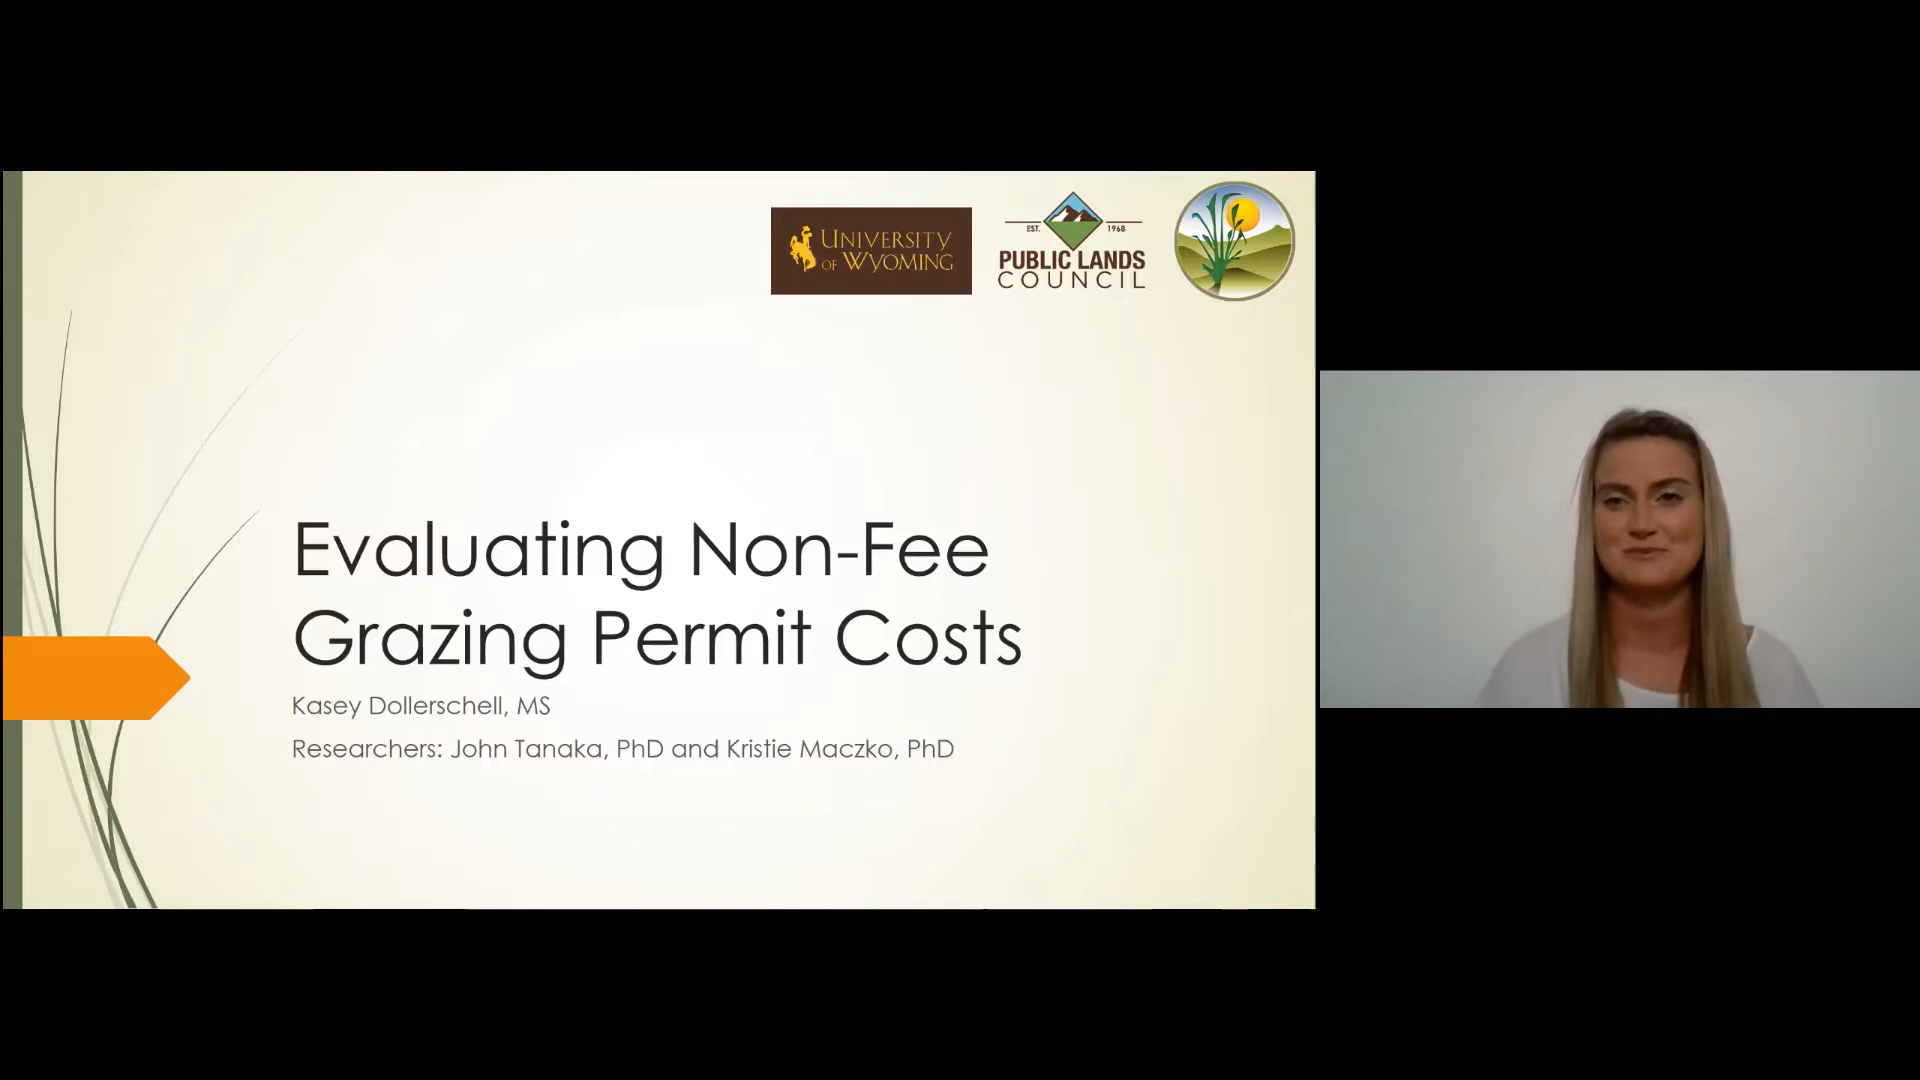 UNIVERSITY
OF WYOMING
EST. 1968
PUBLIC LANDS
COUNCIL
Evaluating Non-Fee
Grazing Permit Costs
Kasey Dollerschell, MS
Researchers: John Tanaka, PhD and Kristie Maczko, PhD